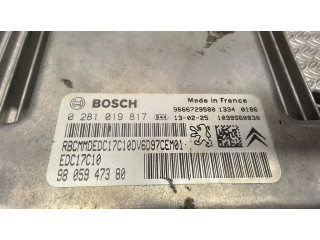 BOSCH
Made in France
9666729580 1334 0186
0 281 019 817 944 13-02-25 1039S60830
RBCMMDEDC17C10DV6D97CEM01·
EDC17C10
98 059 473 80